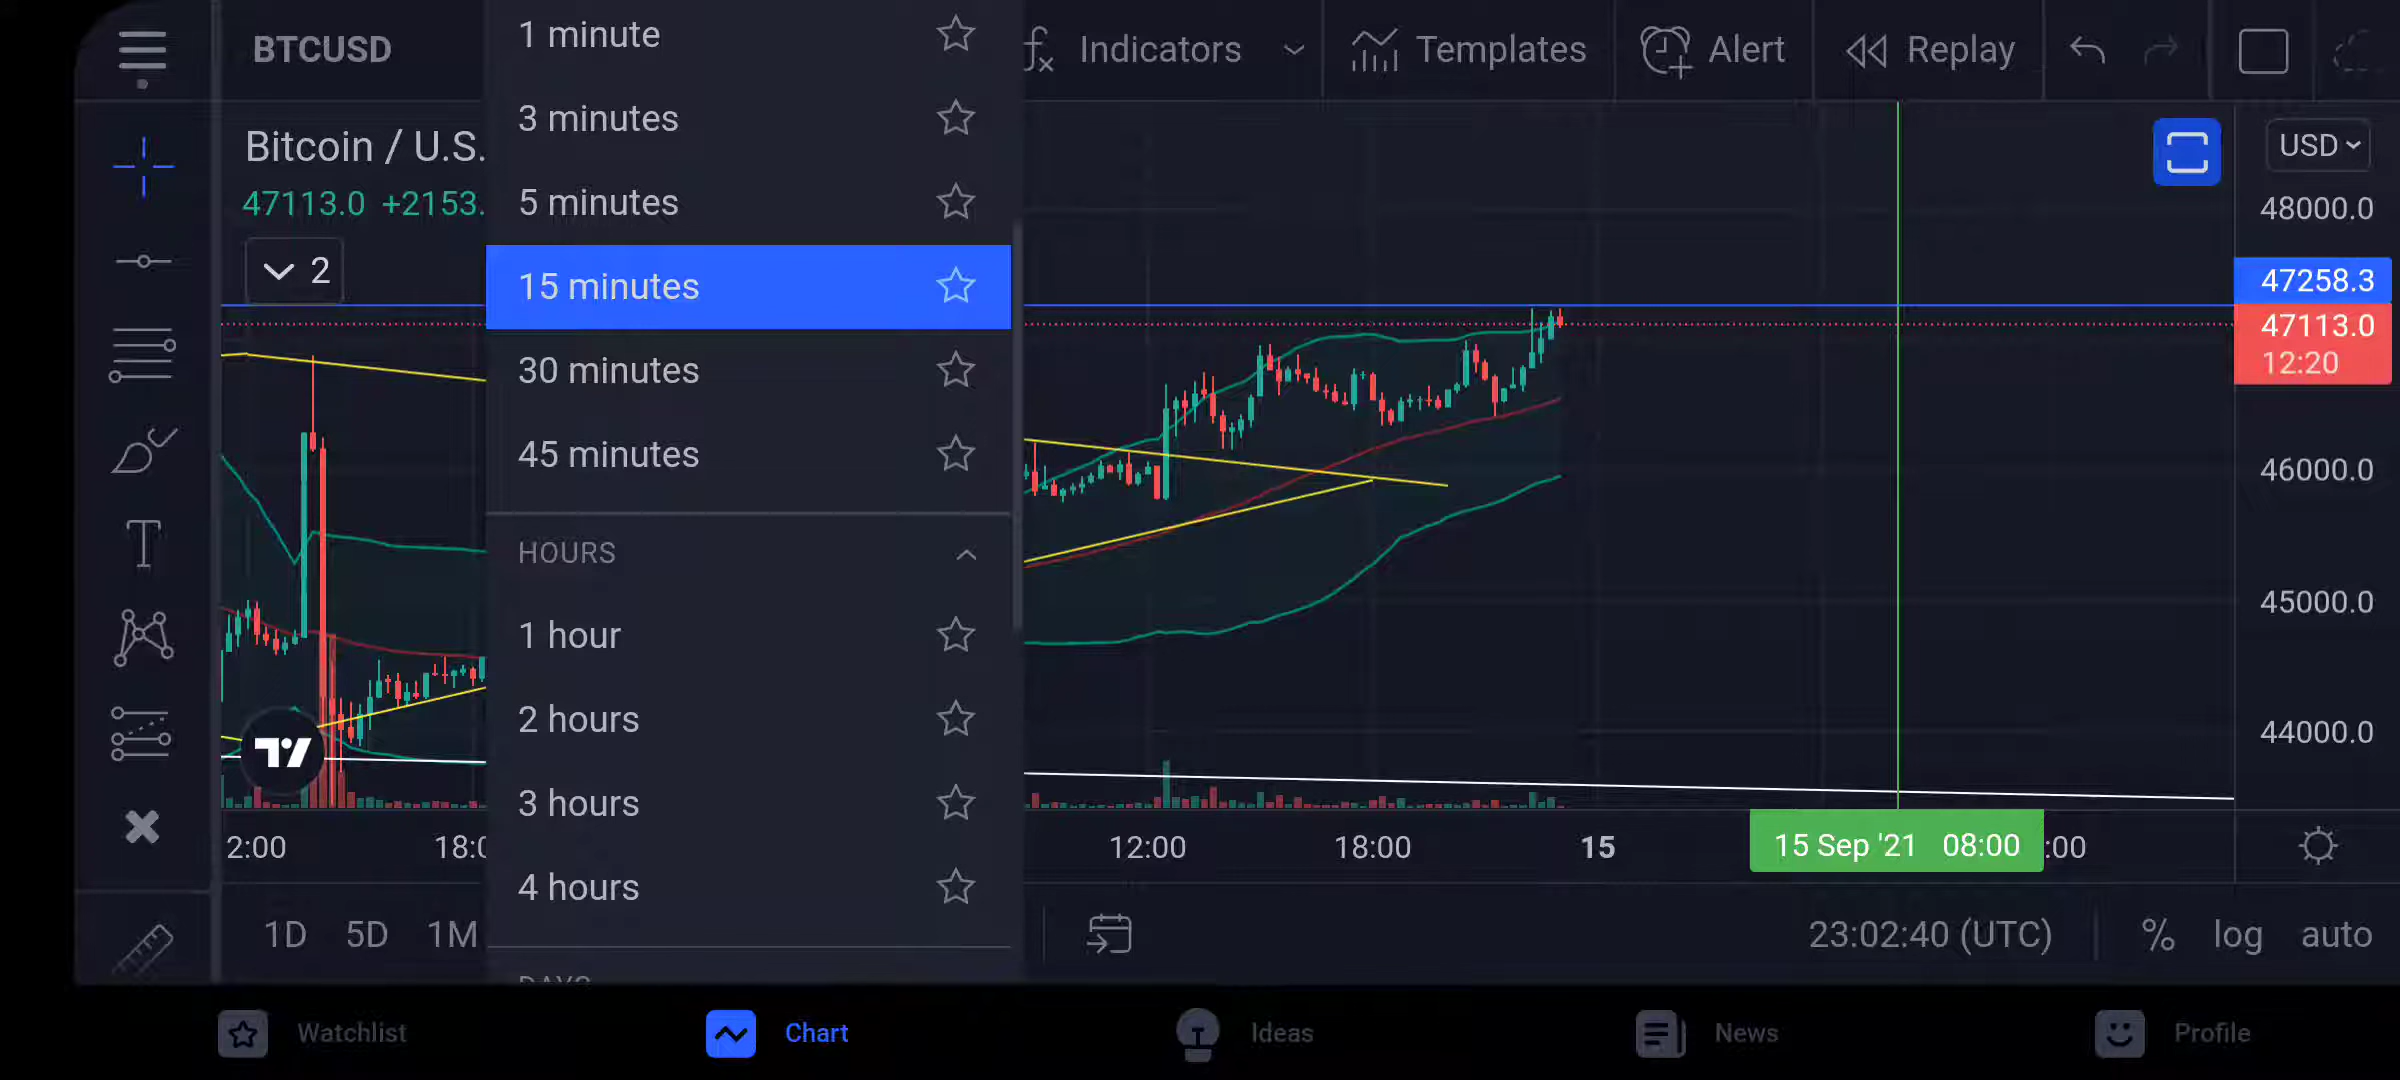 BTCUSD
Indicators
Templates
Alert
Replay
Bitcoin / U.S.
47113.0 +2153.
2
1 minute
3 minutes
5 minutes
15 minutes
30 minutes
45 minutes
HOURS
1 hour
2 hours
3 hours
4 hours
USD
48000.0
47258.3
47113.0
12:20
46000.0
45000.0
44000.0
2:00
18:0
12:00
18:00
15
15 Sep '21 08:00
:00
1D 5D 1M
23:02:40 (UTC)
% log auto
Watchlist
Chart
Ideas
News
Profile